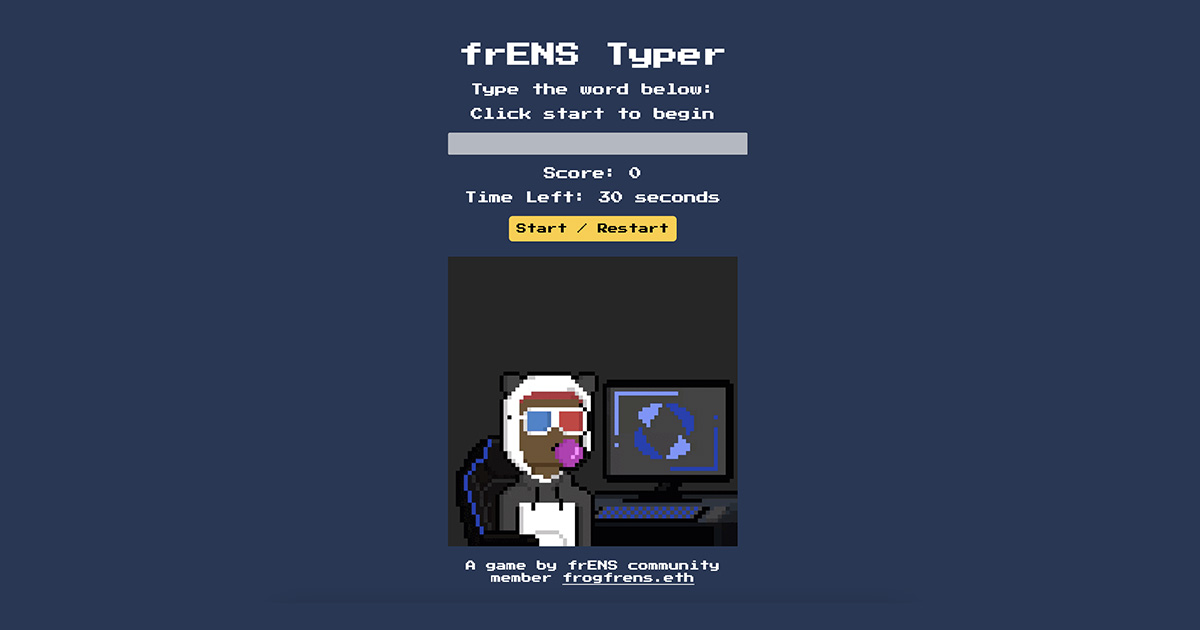 frENS Typer
Type the word below:
Click start to begin
Score: 0
Time Left: 30 seconds
Start / Restart
A game by frENS community
member frogfrens.eth